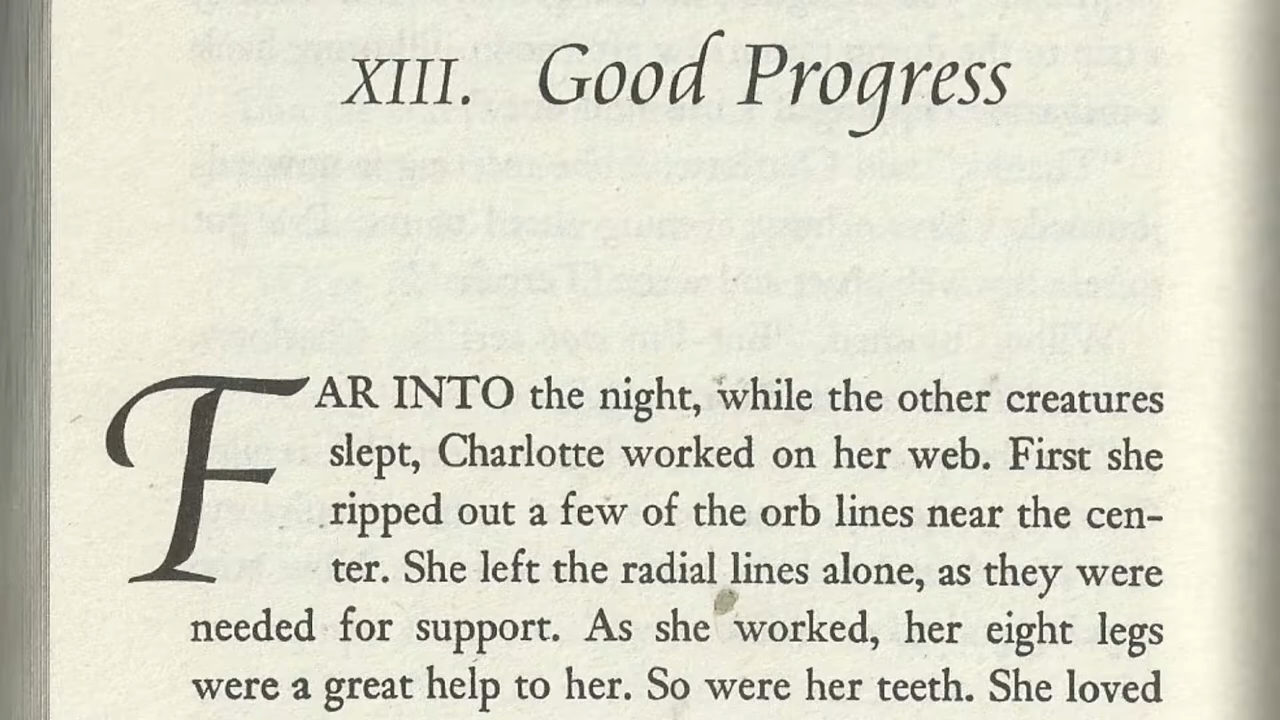 XIII. Good Progress
FAR INTO the night, while the other creatures
slept, Charlotte worked on her web. First she
ripped out a few of the orb lines near the cen-
ter. She left the radial lines alone, as they were
needed for support. As she worked, her eight legs
were a great help to her. So were her teeth. She loved